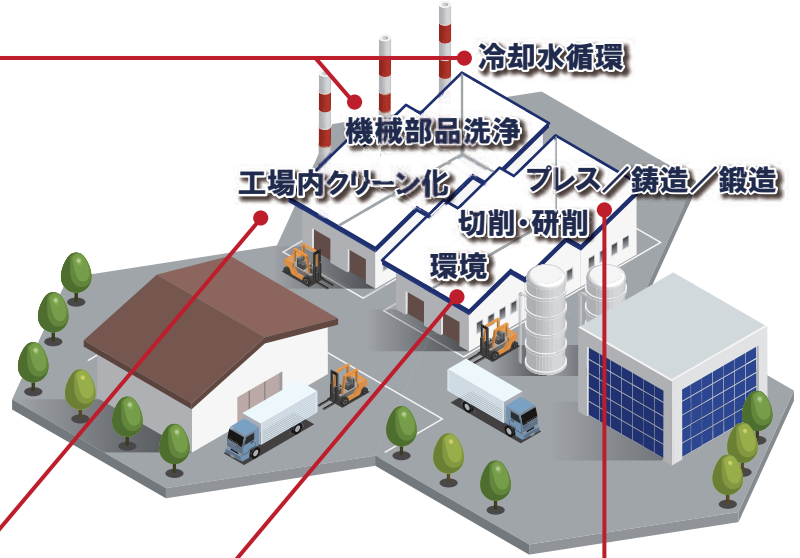 冷却水循環
機械部品洗浄
工場内クリーン化
プレス／鋳造／鍛造
切削・研削
環境